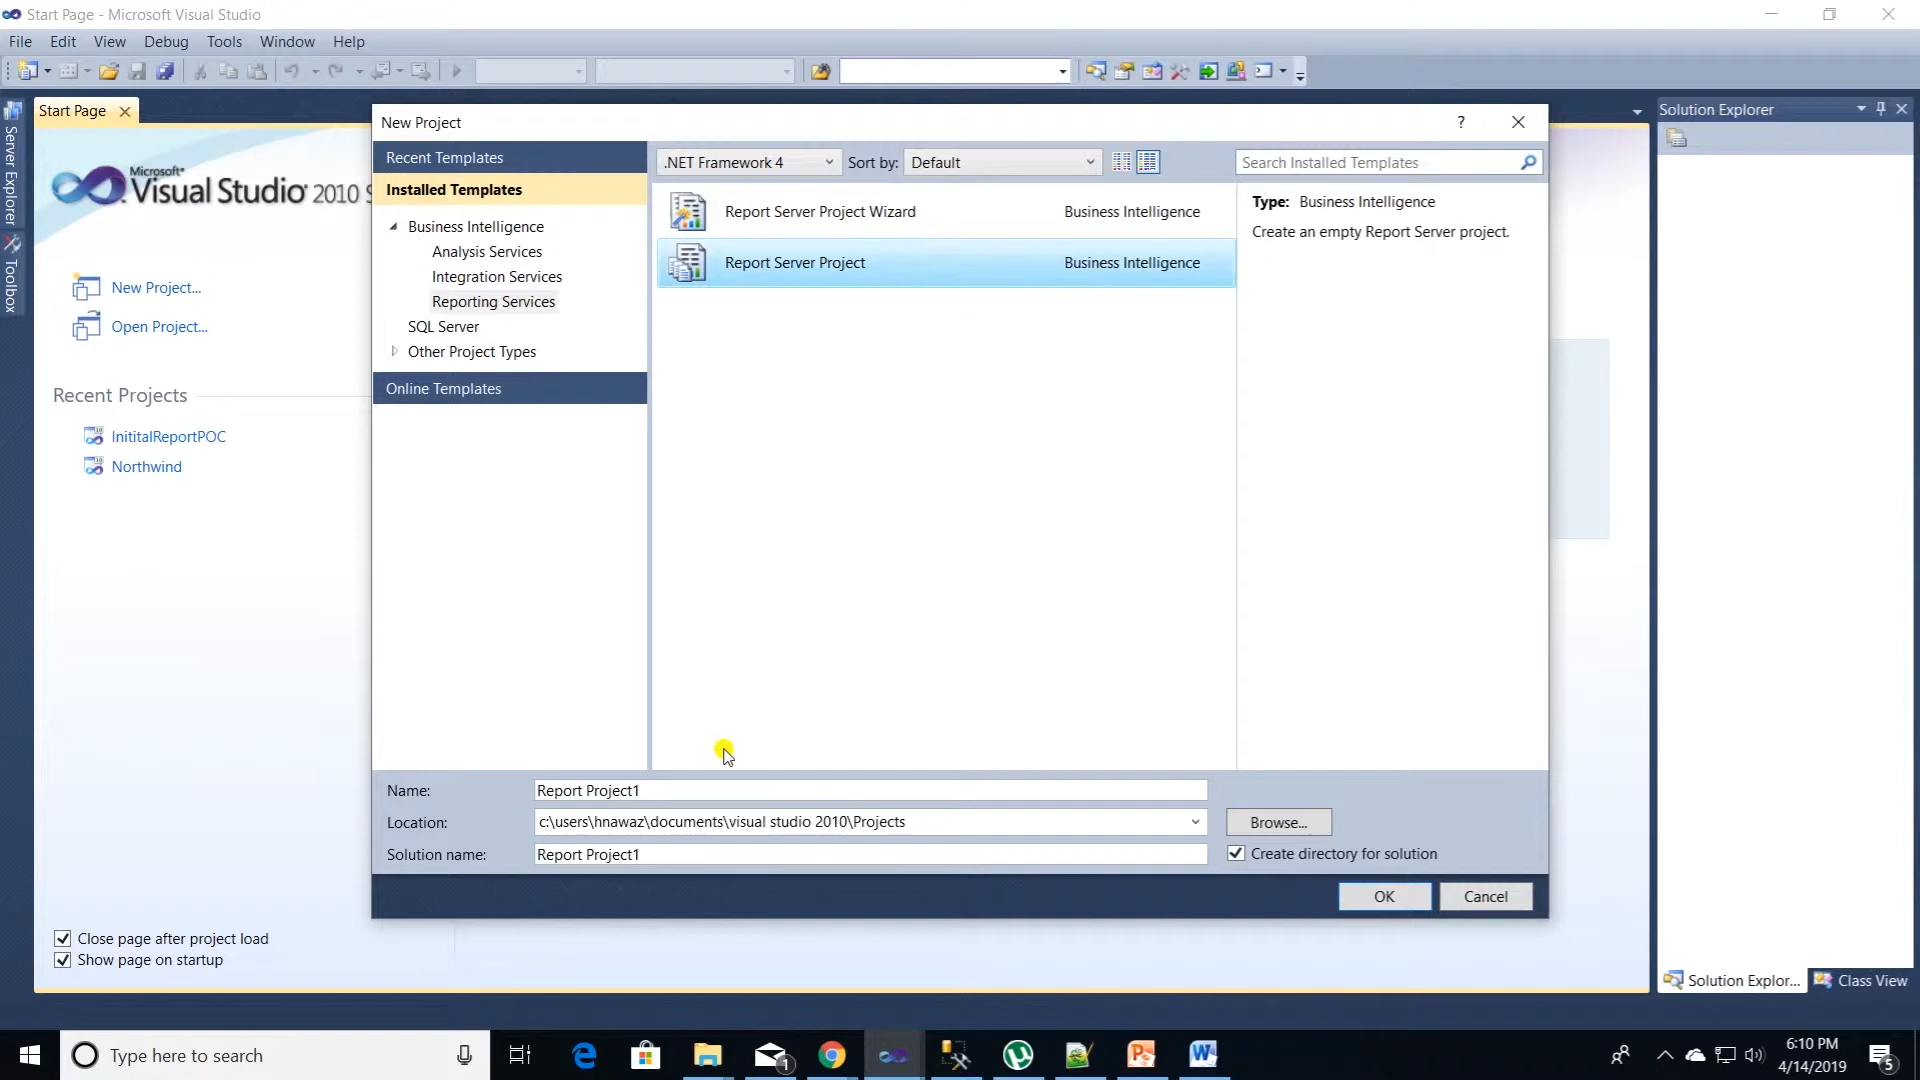 Start Page - Microsoft Visual Studio
File Edit View Debug Tools Window Help
Start Page
Server Explorer
Toolbox
Microsoft®
Visual Studio® 2010 S
New Project...
Open Project...
Recent Projects
InititalReportPOC
Northwind
Close page after project load
Show page on startup
New Project
?
Recent Templates
Installed Templates
Business Intelligence
Analysis Services
Integration Services
Reporting Services
SQL Server
Other Project Types
Online Templates
.NET Framework 4 Sort by: Default
Search Installed Templates
Report Server Project Wizard Business Intelligence
Report Server Project Business Intelligence
Type: Business Intelligence
Create an empty Report Server project.
Name: Report Project1
Location: c:\users\hnawaz\documents\visual studio 2010\Projects Browse...
Solution name: Report Project1 Create directory for solution
OK Cancel
Solution Explorer
Solution Explor... Class View
Type here to search
1
6:10 PM
4/14/2019
5